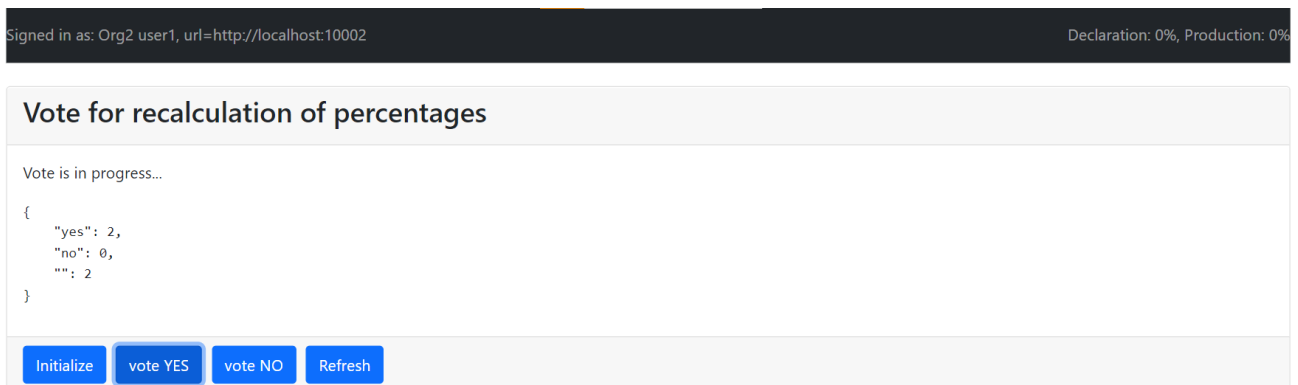 Signed in as: Org2 user1, url=http://localhost:10002
Declaration: 0%, Production: 0%
Vote for recalculation of percentages
Vote is in progress...
{
    "yes": 2,
    "no": 0,
    "": 2
}
Initialize
vote YES
vote NO
Refresh